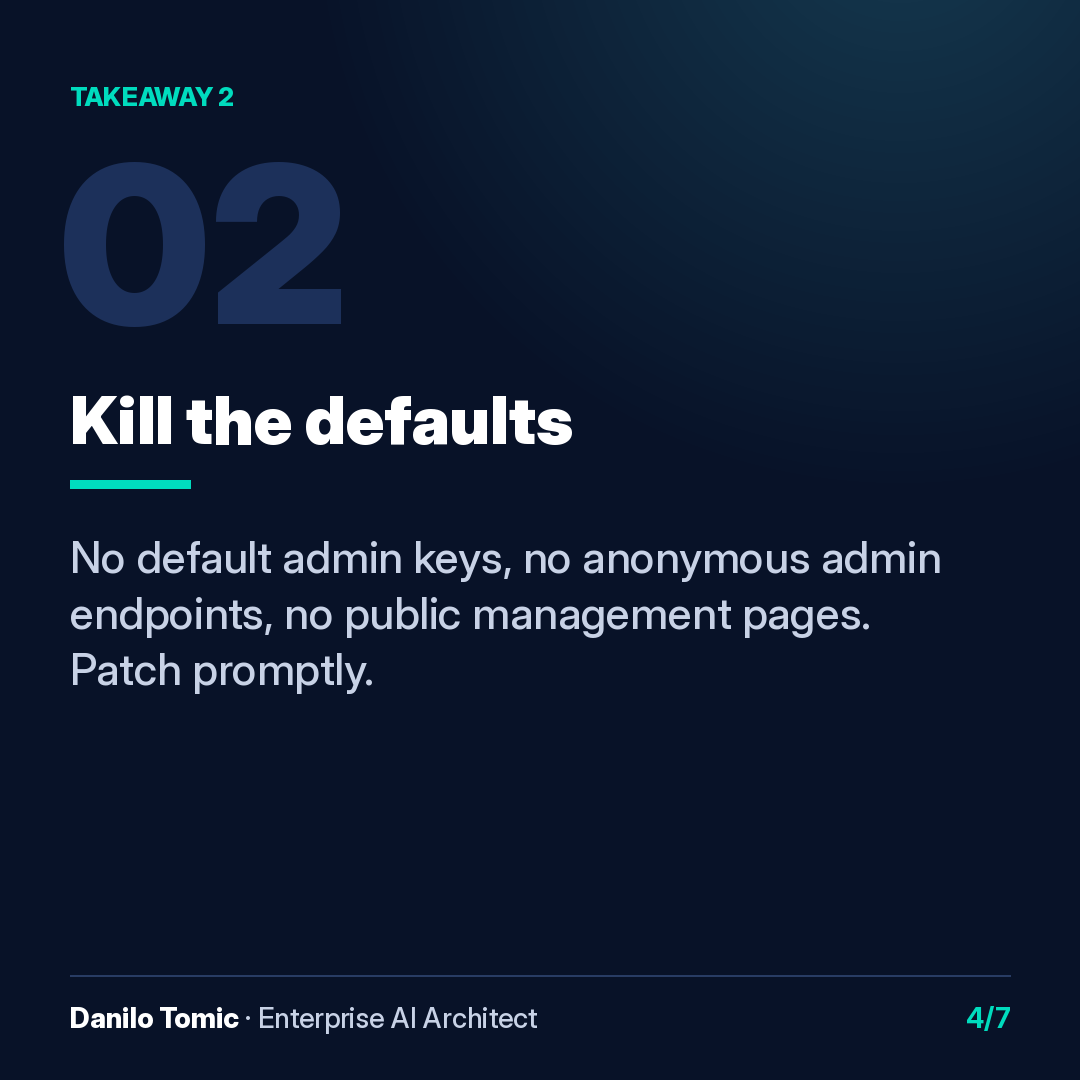 TAKEAWAY 2
02
Kill the defaults
No default admin keys, no anonymous admin
endpoints, no public management pages.
Patch promptly.
Danilo Tomic · Enterprise AI Architect
4/7